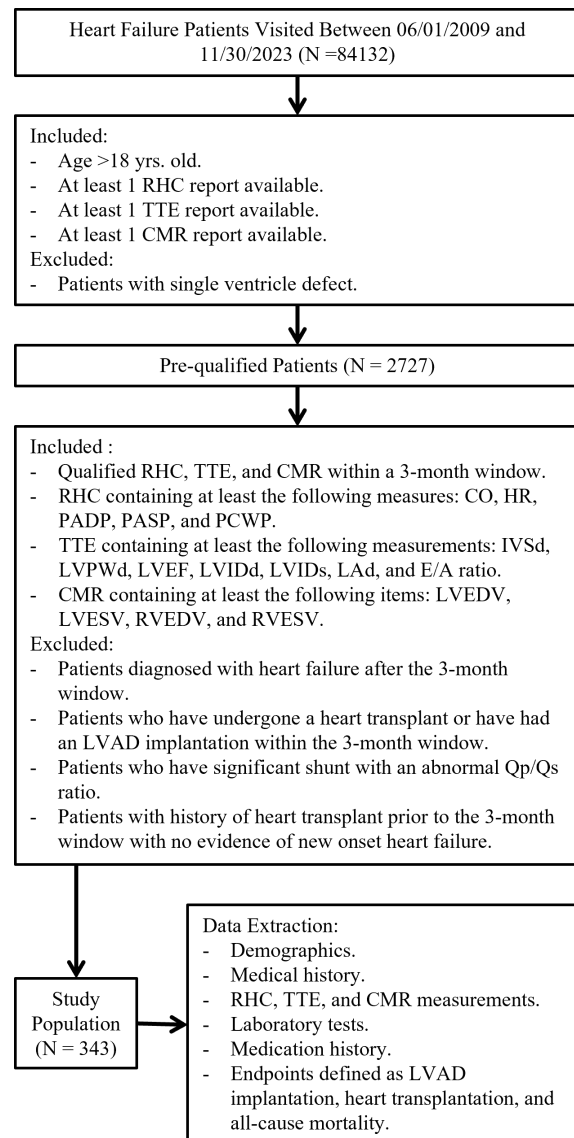 Heart Failure Patients Visited Between 06/01/2009 and
11/30/2023 (N =84132)
Included:
- Age >18 yrs. old.
- At least 1 RHC report available.
- At least 1 TTE report available.
- At least 1 CMR report available.
Excluded:
- Patients with single ventricle defect.
Pre-qualified Patients (N = 2727)
Included :
- Qualified RHC, TTE, and CMR within a 3-month window.
- RHC containing at least the following measures: CO, HR,
PADP, PASP, and PCWP.
- TTE containing at least the following measurements: IVSd,
LVPWd, LVEF, LVIDd, LVIDs, LAd, and E/A ratio.
- CMR containing at least the following items: LVEDV,
LVESV, RVEDV, and RVESV.
Excluded:
- Patients diagnosed with heart failure after the 3-month
window.
- Patients who have undergone a heart transplant or have had
an LVAD implantation within the 3-month window.
- Patients who have significant shunt with an abnormal Qp/Qs
ratio.
- Patients with history of heart transplant prior to the 3-month
window with no evidence of new onset heart failure.
Study
Population
(N = 343)
Data Extraction:
- Demographics.
- Medical history.
- RHC, TTE, and CMR measurements.
- Laboratory tests.
- Medication history.
- Endpoints defined as LVAD
implantation, heart transplantation, and
all-cause mortality.